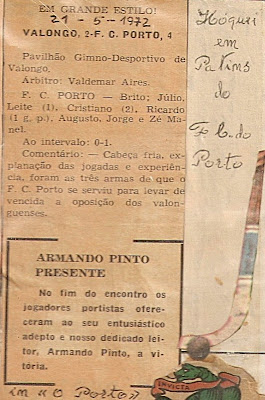 EM GRANDE ESTILO!
21 - 5 - 1972
VALONGO, 2-F. C. PORTO, 4
Pavilhão Gimno-Desportivo de
Valongo.
Árbitro: Valdemar Aires.
F. C. PORTO — Brito; Júlio,
Leite (1), Cristiano (2), Ricardo
(1 g. p.), Augusto, Jorge e Zé Ma-
nel.
Ao intervalo: 0-1.
Comentário: — Cabeça fria, ex-
planação das jogadas e experiên-
cia, foram as três armas de que o
F. C. Porto se serviu para levar de
vencida a oposição dos valon-
guenses.
ARMANDO PINTO
PRESENTE
No fim do encontro os
jogadores portistas ofere-
ceram ao seu entusiástico
adepto e nosso dedicado lei-
tor, Armando Pinto, a vi-
tória.
in «O Porto»
Hóquei
em
Patins
do
F. C. do
Porto
INVICTA